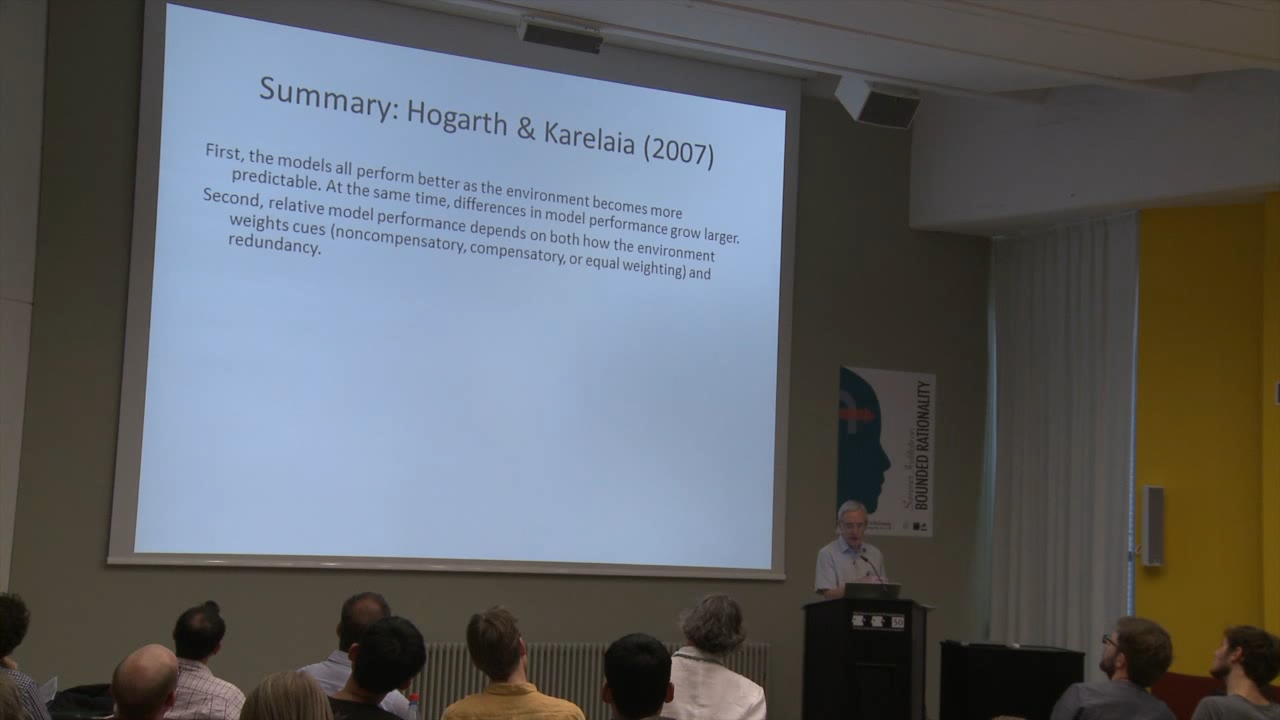 Summary: Hogarth & Karelaia (2007)
First, the models all perform better as the environment becomes more
predictable. At the same time, differences in model performance grow larger.
Second, relative model performance depends on both how the environment
weights cues (noncompensatory, compensatory, or equal weighting) and
redundancy.
BOUNDED RATIONALITY
50